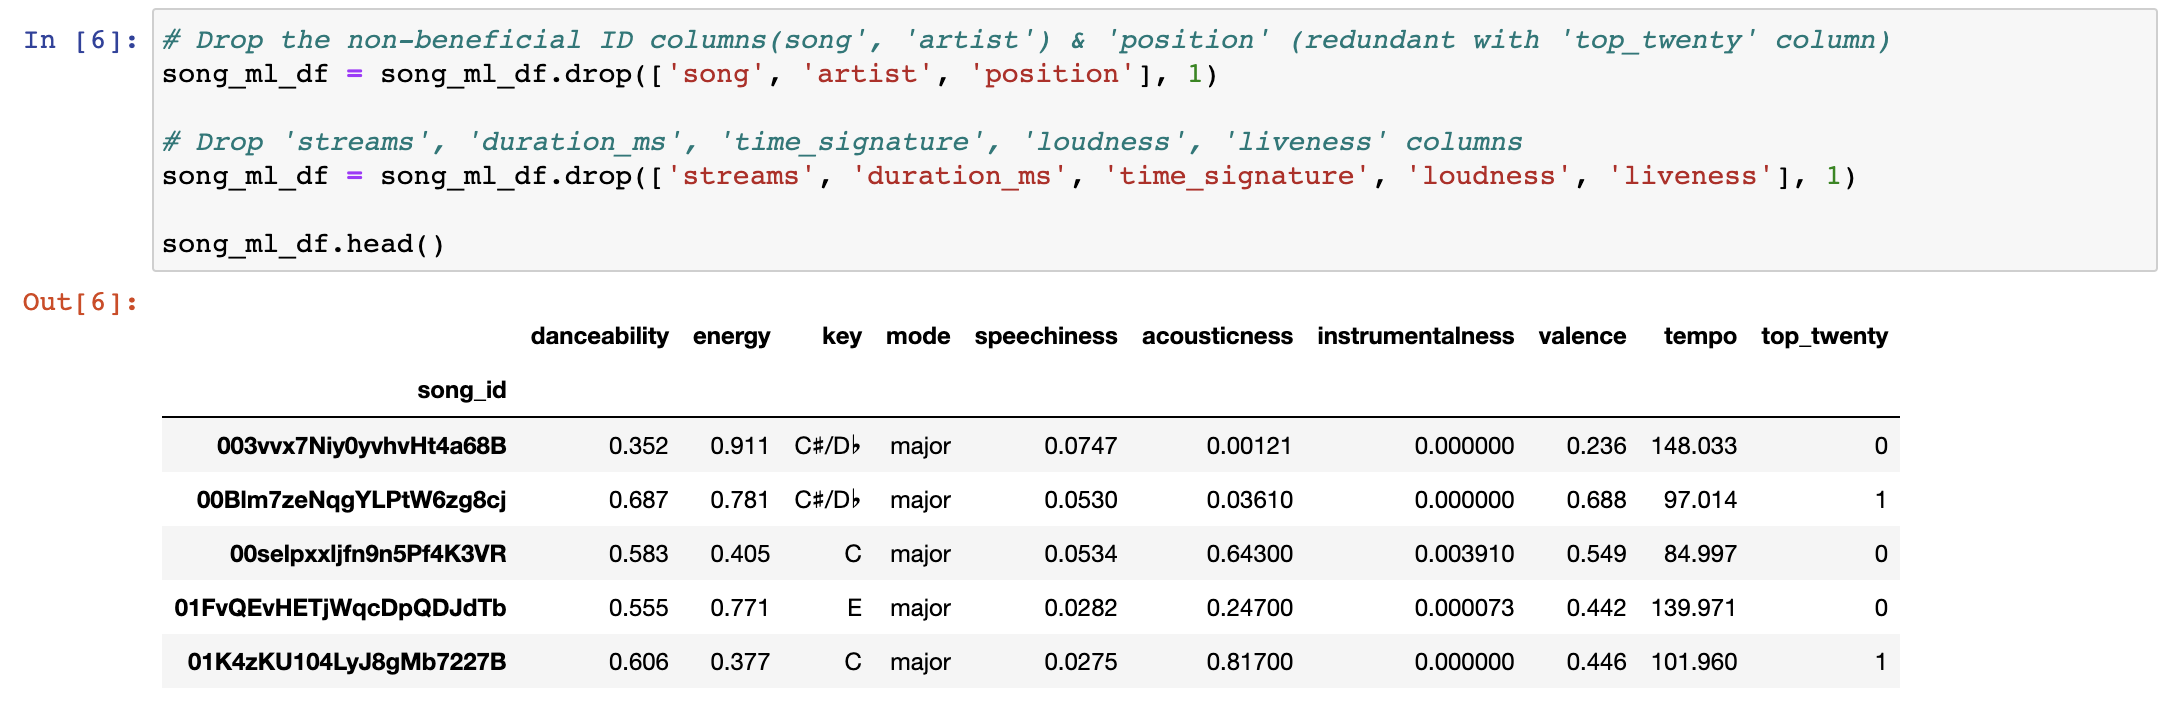 In [6]: # Drop the non-beneficial ID columns(song', 'artist') & 'position' (redundant with 'top_twenty' column)
song_ml_df = song_ml_df.drop(['song', 'artist', 'position'], 1)
# Drop 'streams', 'duration_ms', 'time_signature', 'loudness', 'liveness' columns
song_ml_df = song_ml_df.drop(['streams', 'duration_ms', 'time_signature', 'loudness', 'liveness'], 1)
song_ml_df.head()
Out[6]:
danceability energy key mode speechiness acousticness instrumentalness valence tempo top_twenty
song_id
003vvx7Niy0yvhvHt4a68B 0.352 0.911 C♯/D♭ major 0.0747 0.00121 0.000000 0.236 148.033 0
00Blm7zeNqgYLPtW6zg8cj 0.687 0.781 C♯/D♭ major 0.0530 0.03610 0.000000 0.688 97.014 1
00selpxxljfn9n5Pf4K3VR 0.583 0.405 C major 0.0534 0.64300 0.003910 0.549 84.997 0
01FvQEvHETjWqcDpQDJdTb 0.555 0.771 E major 0.0282 0.24700 0.000073 0.442 139.971 0
01K4zKU104LyJ8gMb7227B 0.606 0.377 C major 0.0275 0.81700 0.000000 0.446 101.960 1